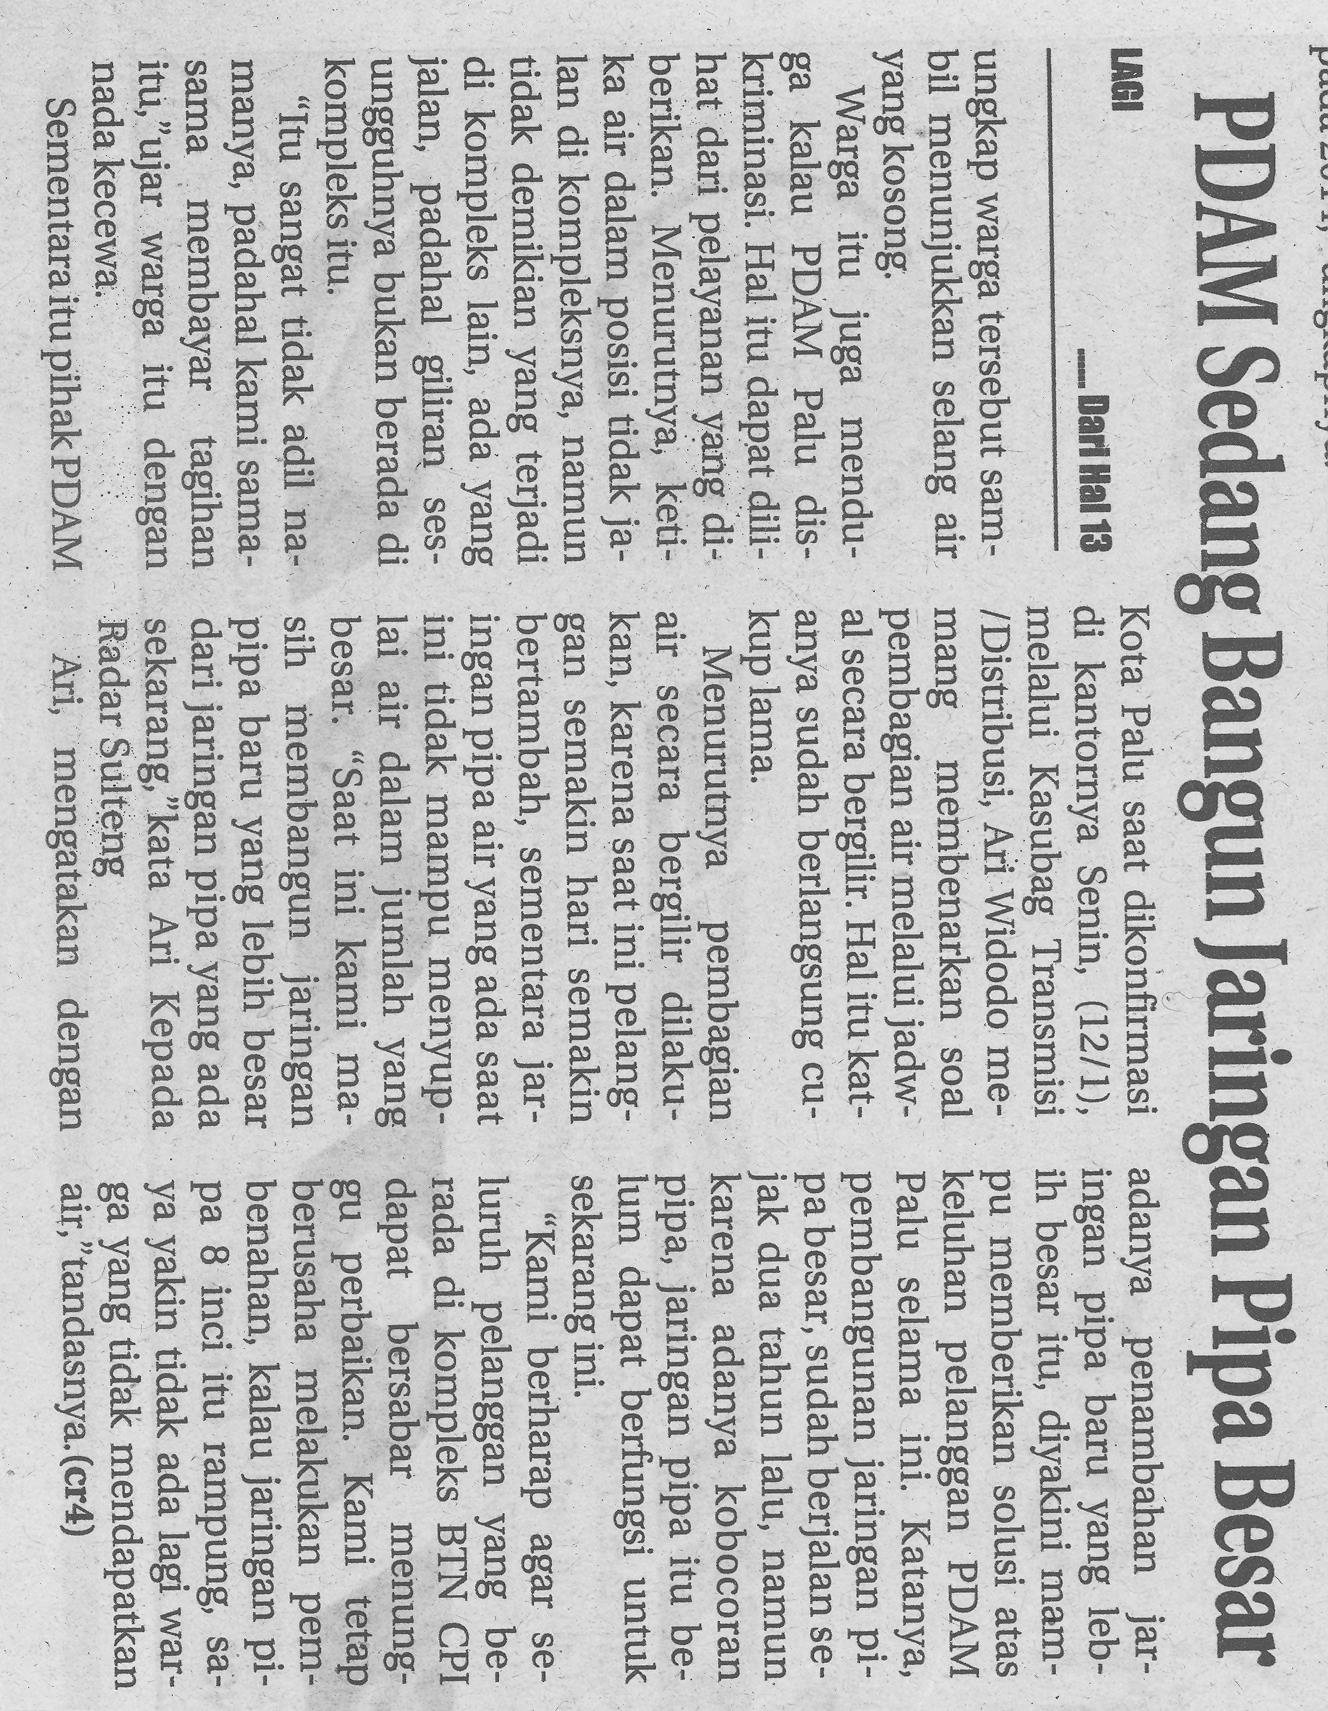 PDAM Sedang Bangun Jaringan Pipa Besar
LAGI
..... Dari Hal 13
ungkap warga tersebut sam-
bil menunjukkan selang air
yang kosong.
Warga itu juga mendu-
ga kalau PDAM Palu dis-
kriminasi. Hal itu dapat dili-
hat dari pelayanan yang di-
berikan. Menurutnya, keti-
ka air dalam posisi tidak ja-
lan di kompleksnya, namun
tidak demikian yang terjadi
di kompleks lain, ada yang
jalan, padahal giliran ses-
ungguhnya bukan berada di
kompleks itu.
“Itu sangat tidak adil na-
manya, padahal kami sama-
sama membayar tagihan
itu,”ujar warga itu dengan
nada kecewa.
Sementara itu pihak PDAM
Kota Palu saat dikonfirmasi
di kantornya Senin, (12/1),
melalui Kasubag Transmisi
/Distribusi, Ari Widodo me-
mang membenarkan soal
pembagian air melalui jadw-
al secara bergilir. Hal itu kat-
anya sudah berlangsung cu-
kup lama.
Menurutnya pembagian
air secara bergilir dilaku-
kan, karena saat ini pelang-
gan semakin hari semakin
bertambah, sementara jar-
ingan pipa air yang ada saat
ini tidak mampu menyup-
lai air dalam jumlah yang
besar. “Saat ini kami ma-
sih membangun jaringan
pipa baru yang lebih besar
dari jaringan pipa yang ada
sekarang,”kata Ari Kepada
Radar Sulteng
Ari, mengatakan dengan
adanya penambahan jar-
ingan pipa baru yang leb-
ih besar itu, diyakini mam-
pu memberikan solusi atas
keluhan pelanggan PDAM
Palu selama ini. Katanya,
pembangunan jaringan pi-
pa besar, sudah berjalan se-
jak dua tahun lalu, namun
karena adanya kobocoran
pipa, jaringan pipa itu be-
lum dapat berfungsi untuk
sekarang ini.
“Kami berharap agar se-
luruh pelanggan yang be-
rada di kompleks BTN CPI
dapat bersabar menung-
gu perbaikan. Kami tetap
berusaha melakukan pem-
benahan, kalau jaringan pi-
pa 8 inci itu rampung, sa-
ya yakin tidak ada lagi war-
ga yang tidak mendapatkan
air,”tandasnya.(cr4)